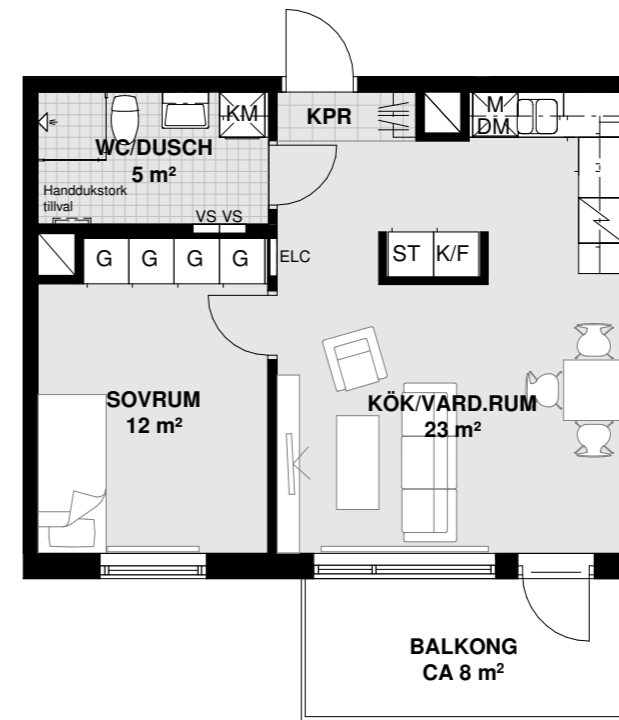 KM
KPR
M
DM
WC/DUSCH
5 m²
Handdukstork
tillval
VS VS
G G G G
ELC
ST K/F
SOVRUM
12 m²
KÖK/VARD.RUM
23 m²
BALKONG
CA 8 m²